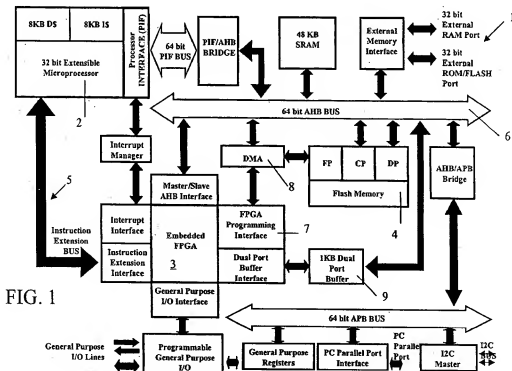 8KB D$
8KB I$
32 bit Extensible
Microprocessor
Processor
INTERFACE (PIF)
64 bit
PIF BUS
PIF/AHB
BRIDGE
48 KB
SRAM
External
Memory
Interface
32 bit
External
RAM Port
32 bit
External
ROM/FLASH
Port
1
2
64 bit AHB BUS
6
Interrupt
Manager
DMA
8
FP
CP
DP
Flash Memory
4
AHB/APB
Bridge
5
Instruction
Extension
BUS
Master/Slave
AHB Interface
Interrupt
Interface
Instruction
Extension
Interface
Embedded
FPGA
3
FPGA
Programming
Interface
7
Dual Port
Buffer
Interface
1KB Dual
Port
Buffer
9
General Purpose
I/O Interface
FIG. 1
64 bit APB BUS
General Purpose
I/O Lines
Programmable
General Purpose
I/O
General Purpose
Registers
PC Parallel Port
Interface
PC
Parallel
Port
I2C
Master
I2C
BUS